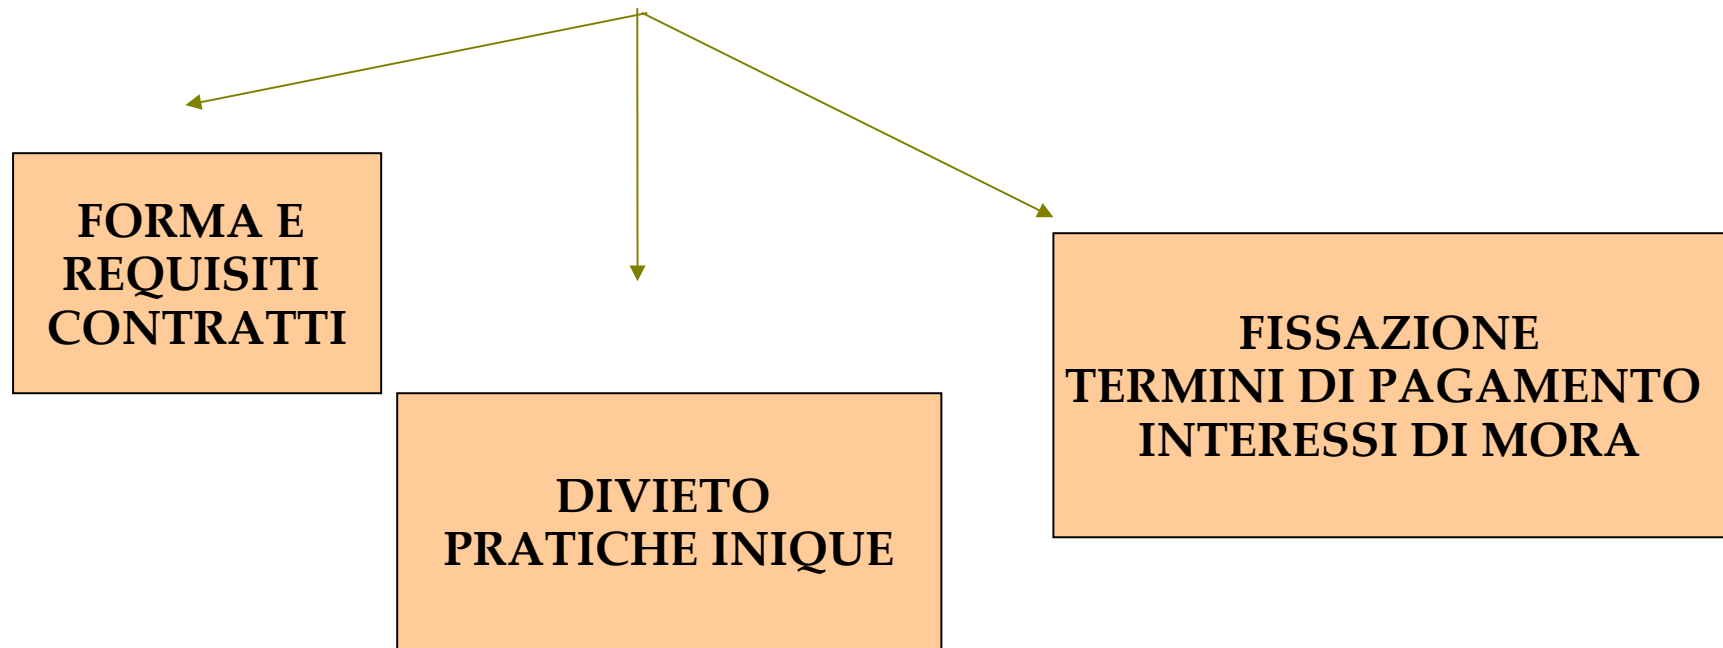 FORMA E
REQUISITI
CONTRATTI
DIVIETO
PRATICHE INIQUE
FISSAZIONE
TERMINI DI PAGAMENTO
INTERESSI DI MORA